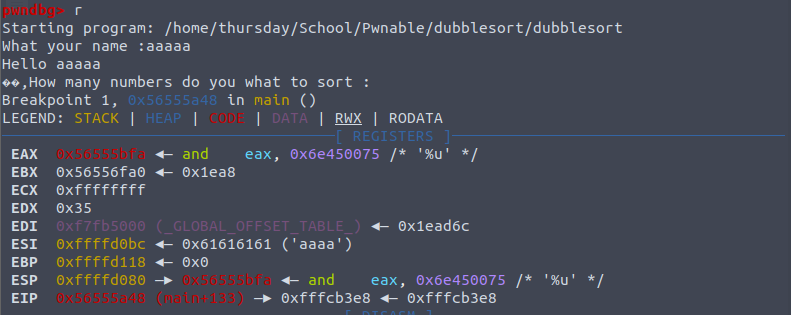 pwndbg> r
Starting program: /home/thursday/School/Pwnable/dubblesort/dubblesort
What your name :aaaaa
Hello aaaaa
��,How many numbers do you what to sort :
Breakpoint 1, 0x56555a48 in main ()
LEGEND: STACK | HEAP | CODE | DATA | RWX | RODATA
[ REGISTERS ]
EAX  0x56555bfa ◂— and    eax, 0x6e450075 /* '%u' */
EBX  0x56556fa0 ◂— 0x1ea8
ECX  0xffffffff
EDX  0x35
EDI  0xf7fb5000 (_GLOBAL_OFFSET_TABLE_) ◂— 0x1ead6c
ESI  0xffffd0bc ◂— 0x61616161 ('aaaa')
EBP  0xffffd118 ◂— 0x0
ESP  0xffffd080 —▸ 0x56555bfa ◂— and    eax, 0x6e450075 /* '%u' */
EIP  0x56555a48 (main+133) —▸ 0xfffcb3e8 ◂— 0xfffcb3e8
[ DISASM ]